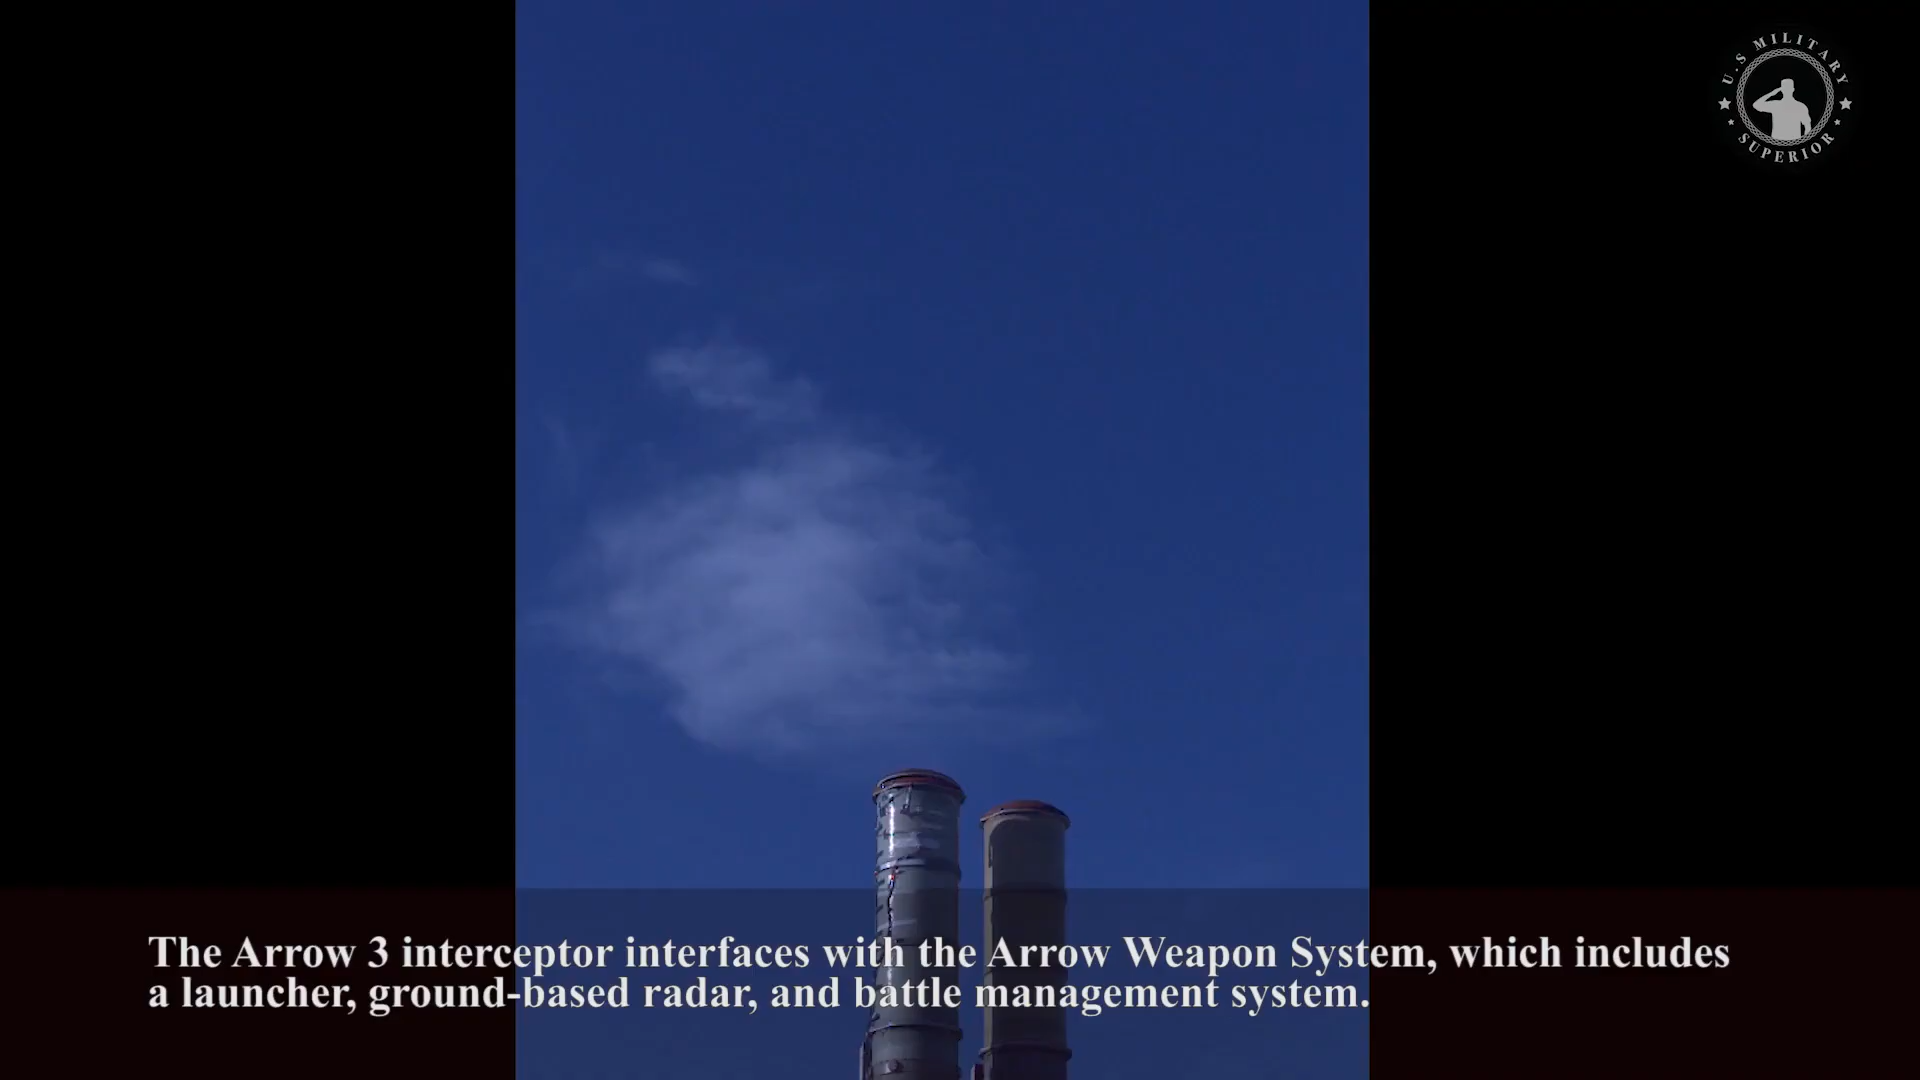 U.S MILITARY
SUPERIOR
The Arrow 3 interceptor interfaces with the Arrow Weapon System, which includes
a launcher, ground-based radar, and battle management system.